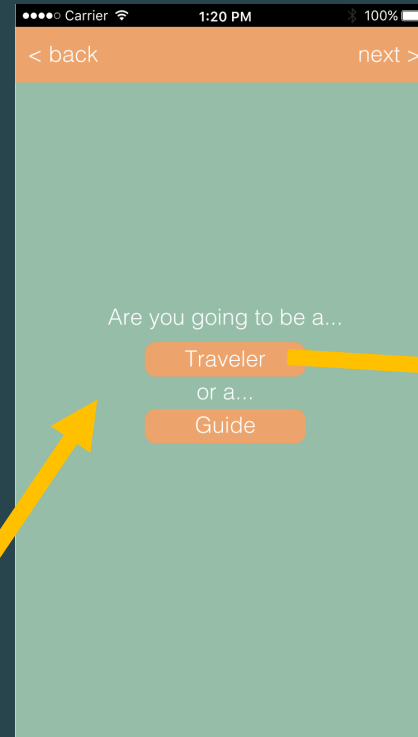 Carrier 1:20 PM 100%
< back next >
Are you going to be a...
Traveler
or a...
Guide